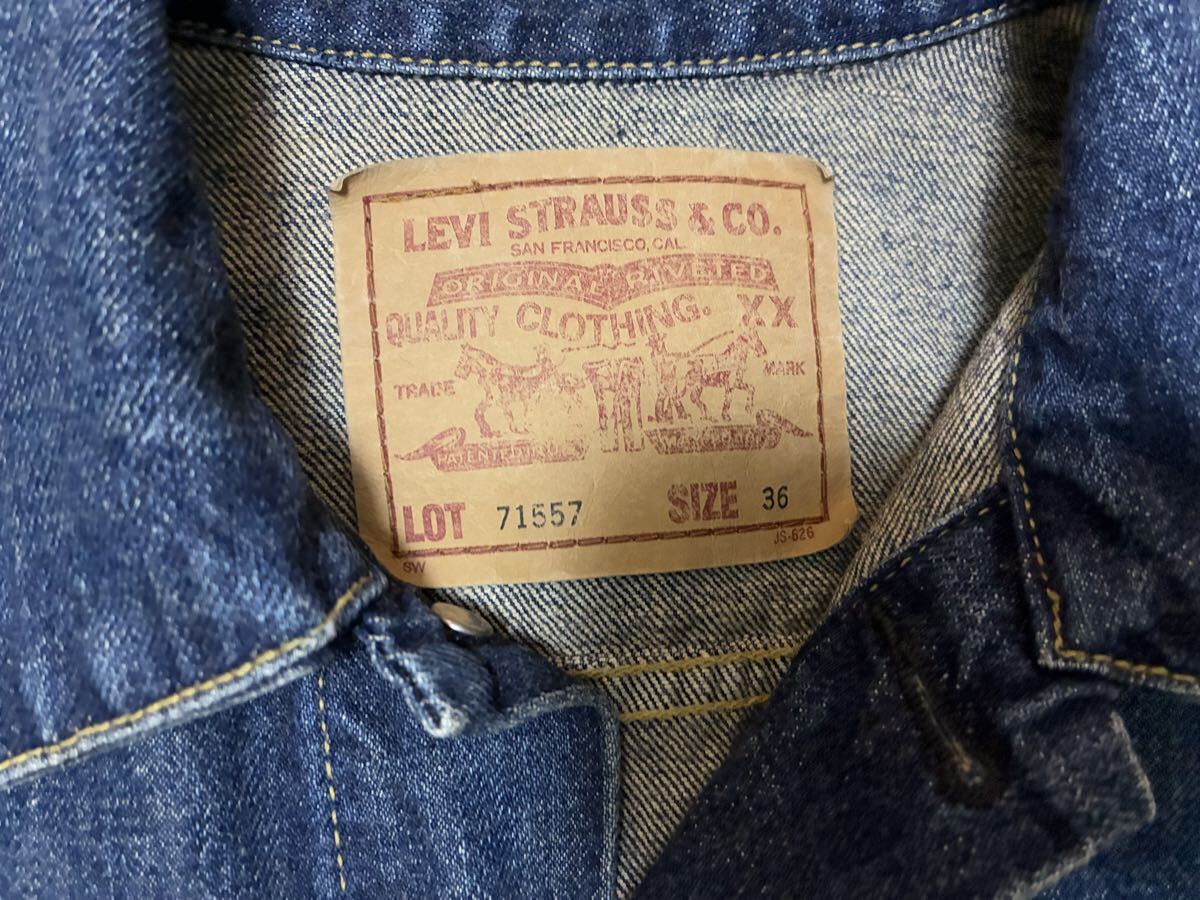 LEVI STRAUSS & CO.
SAN FRANCISCO, CAL.
ORIGINAL RIVETED
QUALITY CLOTHING. XX
TRADE MARK
PATENTED
LOT 71557 SIZE 36
SW JS-626